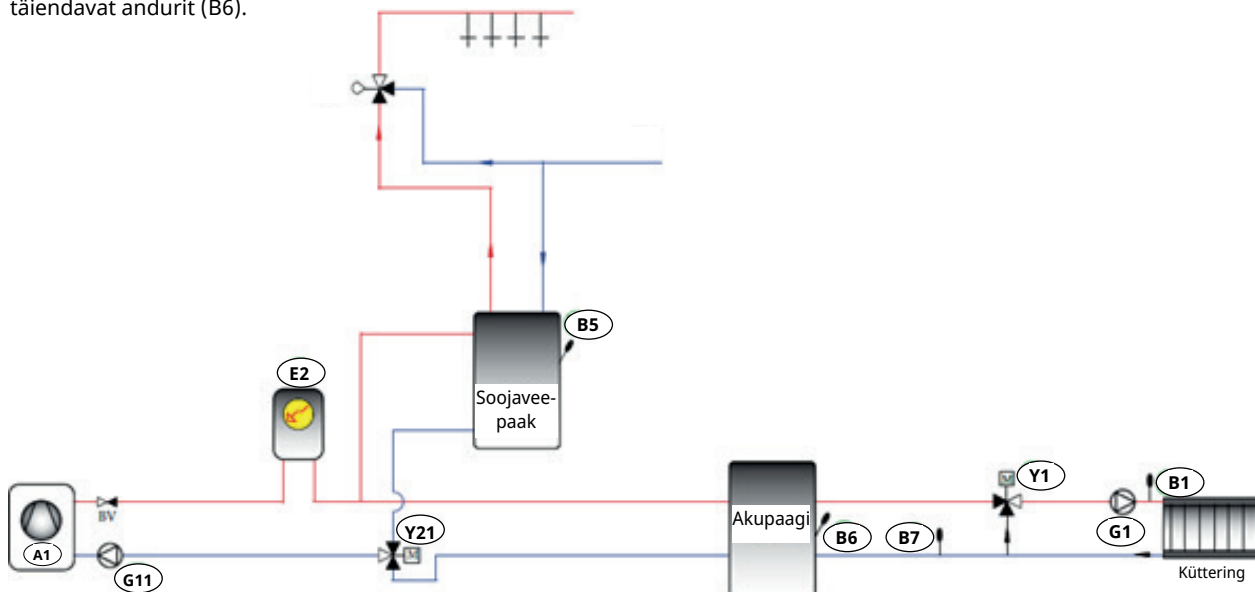 täiendavat andurit (B6).
B5
E2
Soojavee-
paak
BV
A1
G11
Y21
M
Akupaagi
B6
B7
M
Y1
G1
B1
Küttering